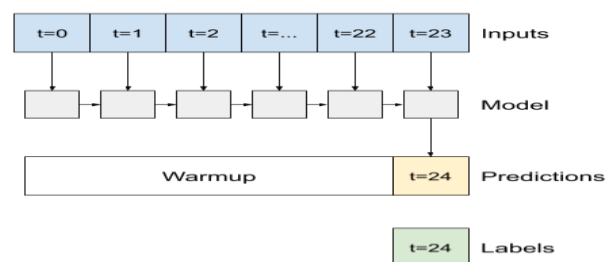 t=0 t=1 t=2 t=... t=22 t=23 Inputs
Model
Warmup t=24 Predictions
t=24 Labels